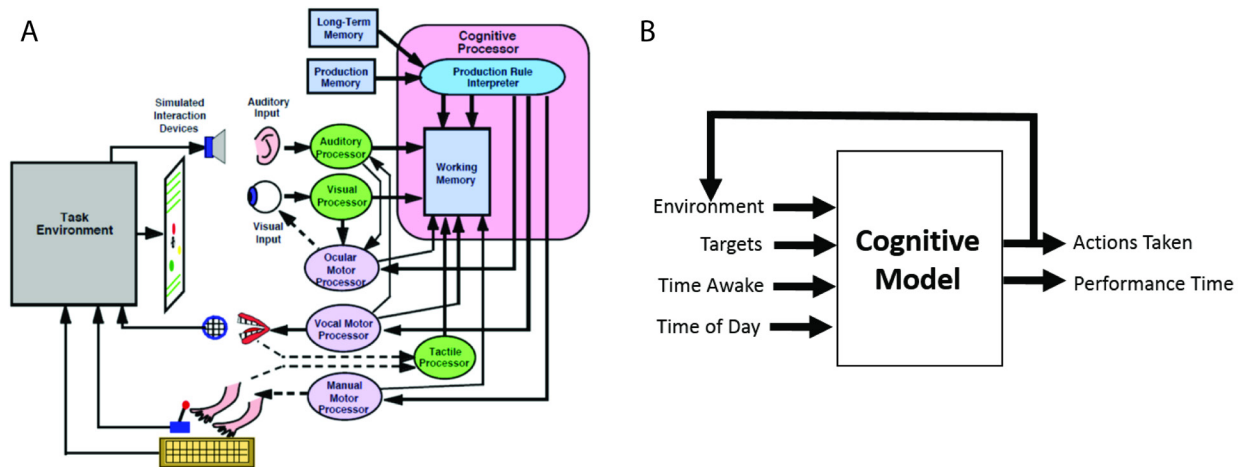 A
Long-Term
Memory
Production
Memory
Cognitive
Processor
Production Rule
Interpreter
Simulated
Interaction
Devices
Auditory
Input
Auditory
Processor
Working
Memory
Visual
Processor
Task
Environment
Visual
Input
Ocular
Motor
Processor
Vocal Motor
Processor
Tactile
Processor
Manual
Motor
Processor
B
Environment
Targets
Time Awake
Time of Day
Cognitive
Model
Actions Taken
Performance Time